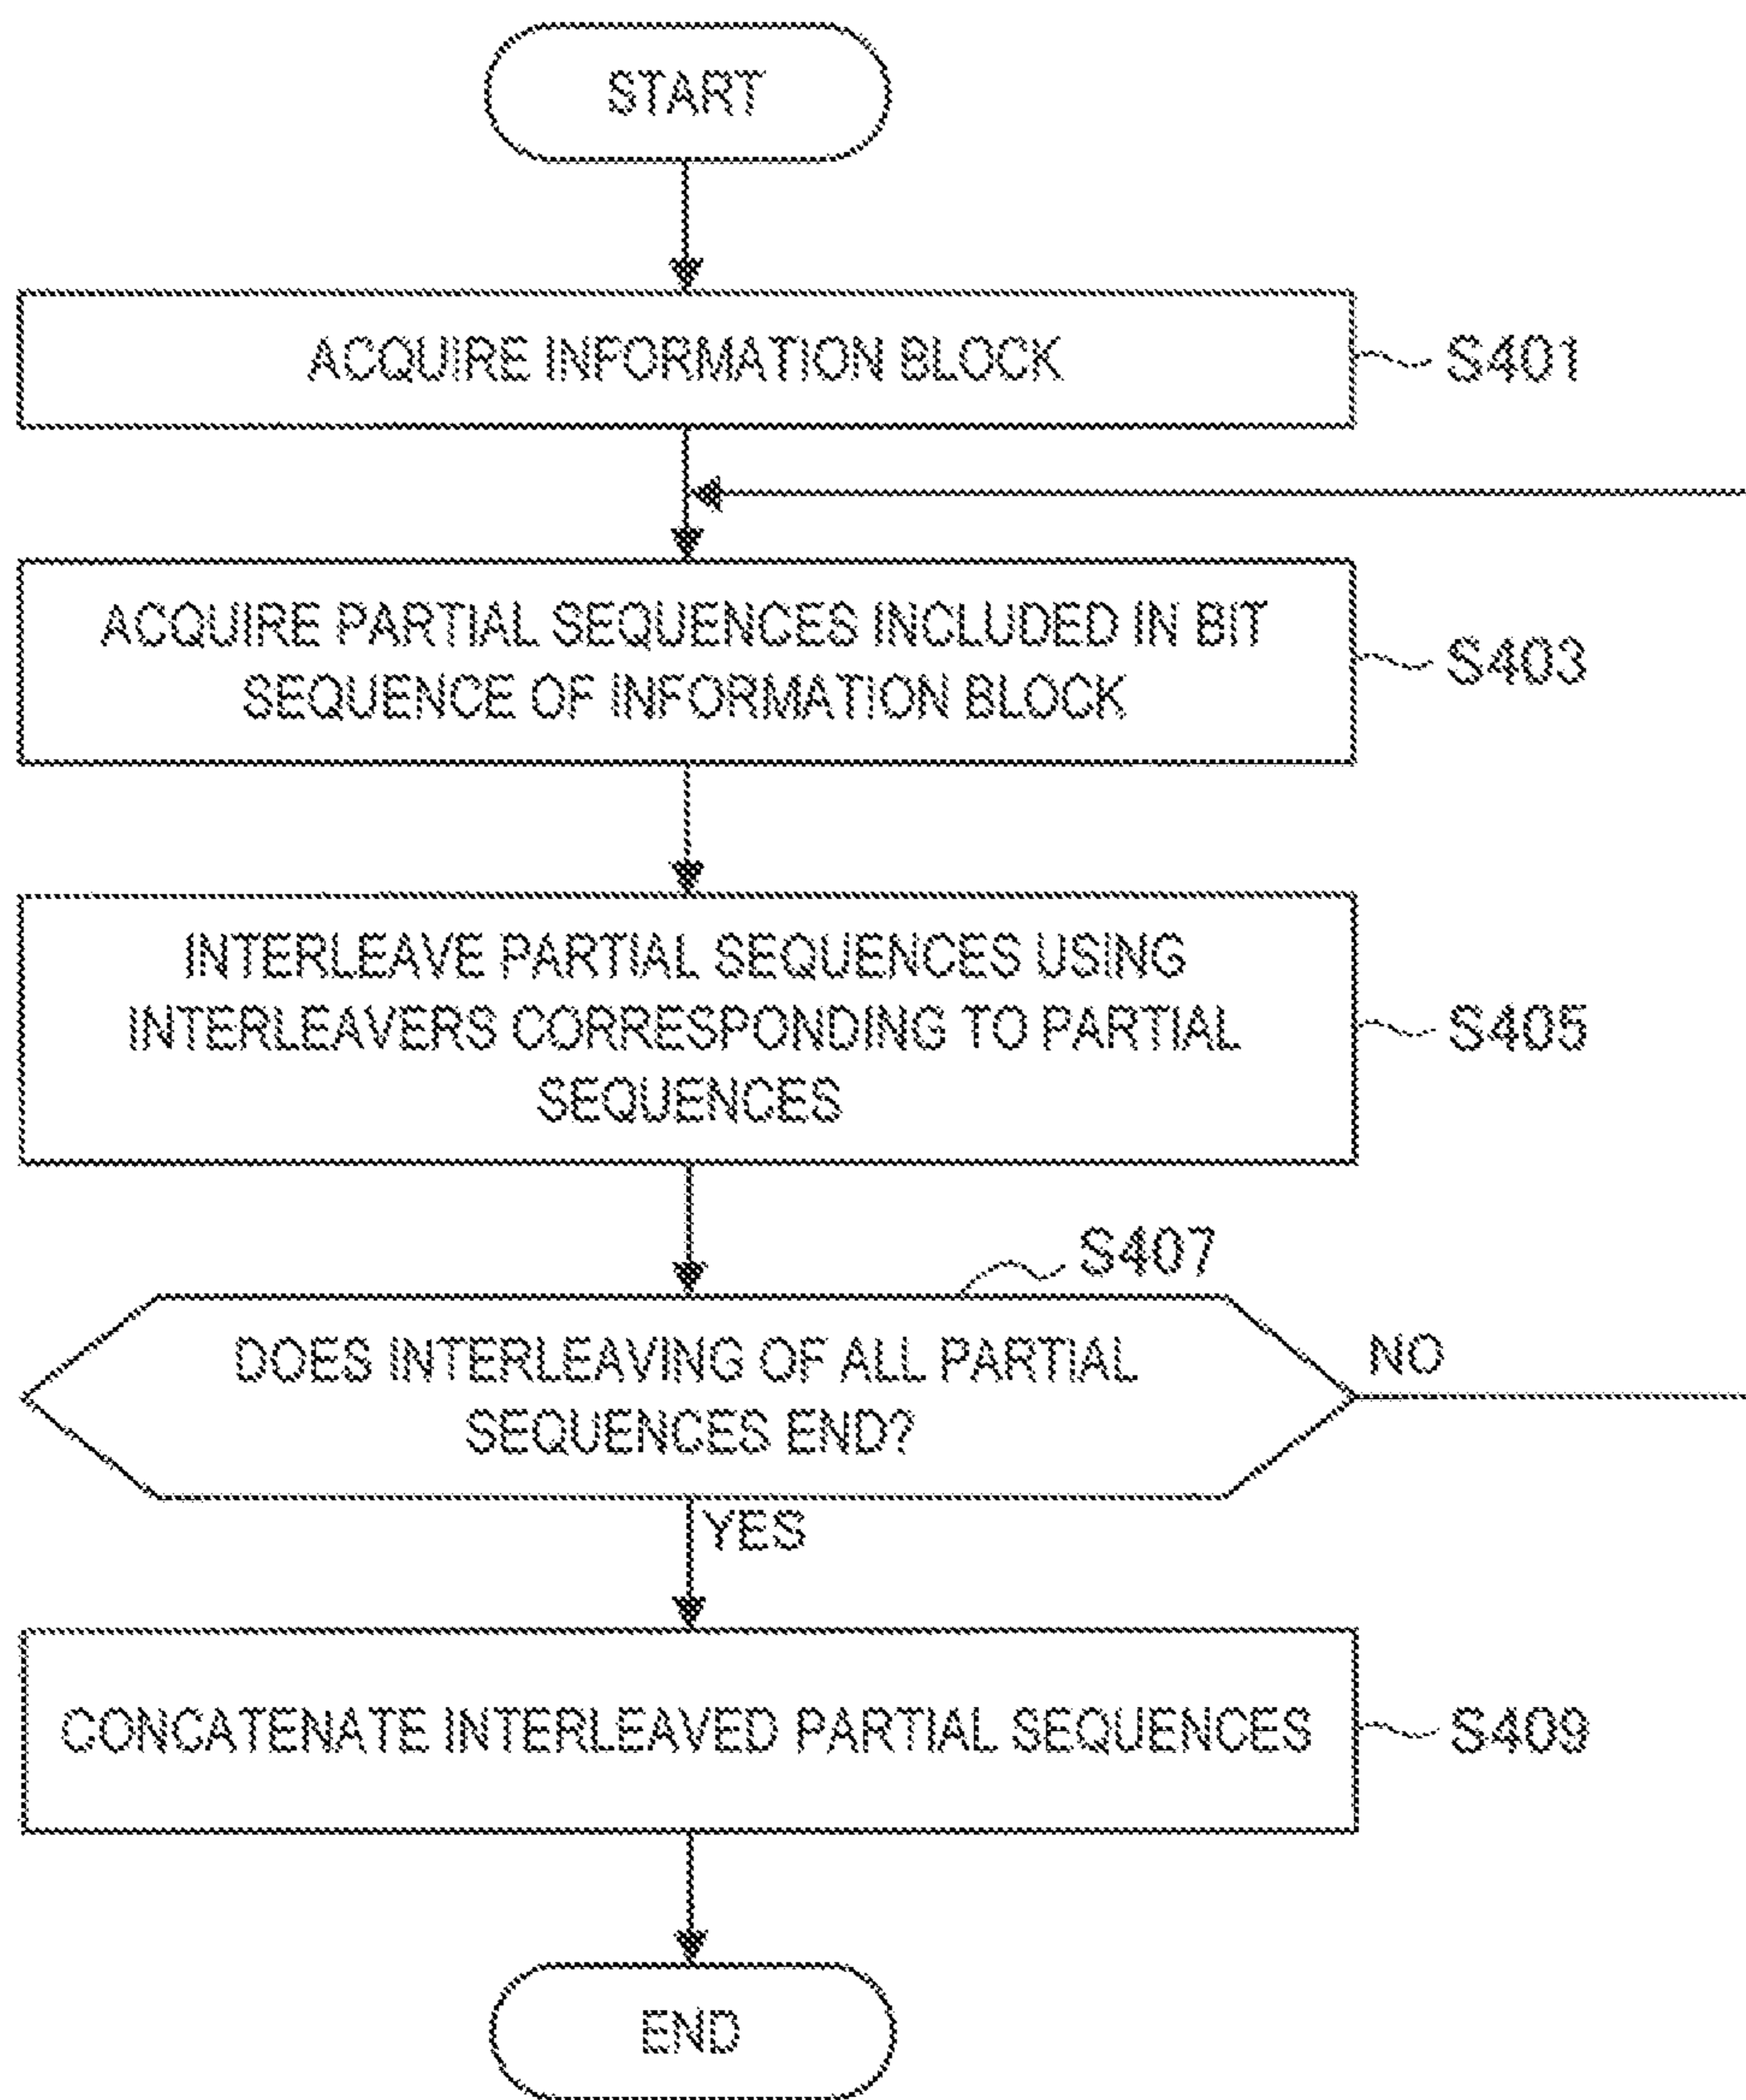 START
ACQUIRE INFORMATION BLOCK
S401
ACQUIRE PARTIAL SEQUENCES INCLUDED IN BIT
SEQUENCE OF INFORMATION BLOCK
S403
INTERLEAVE PARTIAL SEQUENCES USING
INTERLEAVERS CORRESPONDING TO PARTIAL
SEQUENCES
S405
S407
DOES INTERLEAVING OF ALL PARTIAL
SEQUENCES END?
NO
YES
CONCATENATE INTERLEAVED PARTIAL SEQUENCES
S409
END